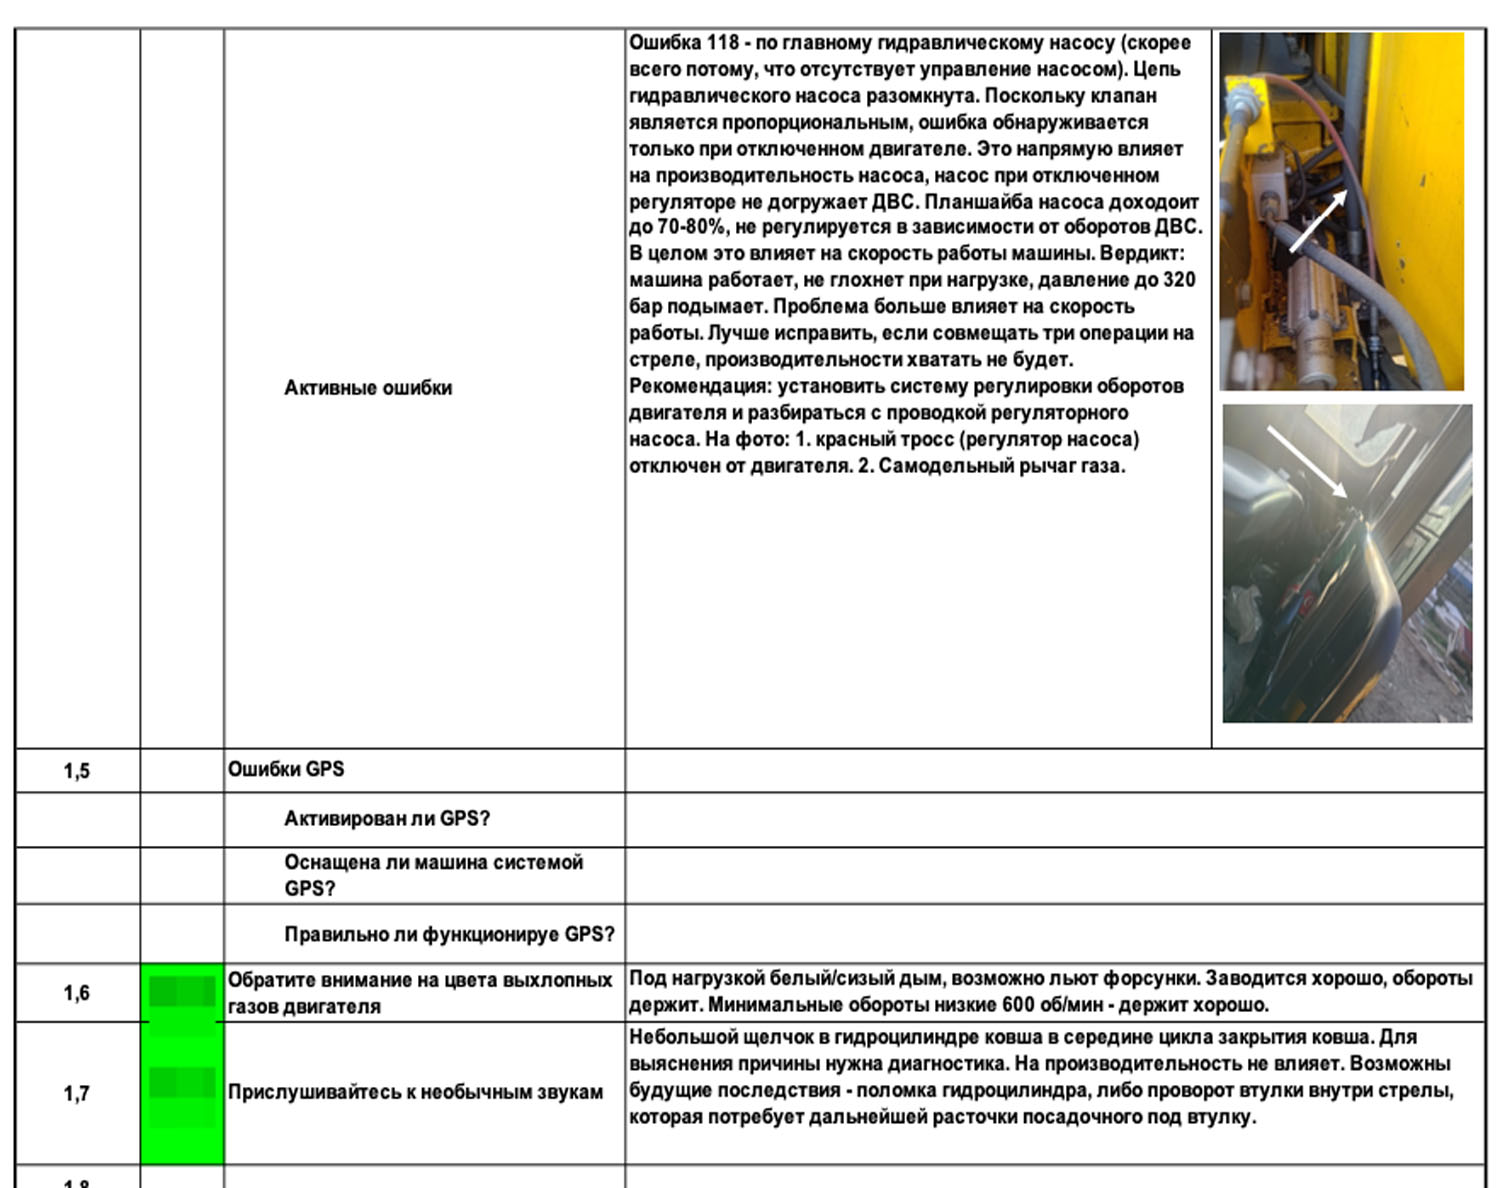 Активные ошибки
Ошибка 118 - по главному гидравлическому насосу (скорее
всего потому, что отсутствует управление насосом). Цепь
гидравлического насоса разомкнута. Поскольку клапан
является пропорциональным, ошибка обнаруживается
только при отключенном двигателе. Это напрямую влияет
на производительность насоса, насос при отключенном
регуляторе не догружает ДВС. Планшайба насоса доходоит
до 70-80%, не регулируется в зависимости от оборотов ДВС.
В целом это влияет на скорость работы машины. Вердикт:
машина работает, не глохнет при нагрузке, давление до 320
бар подымает. Проблема больше влияет на скорость
работы. Лучше исправить, если совмещать три операции на
стреле, производительности хватать не будет.
Рекомендация: установить систему регулировки оборотов
двигателя и разбираться с проводкой регуляторного
насоса. На фото: 1. красный тросс (регулятор насоса)
отключен от двигателя. 2. Самодельный рычаг газа.
1,5
Ошибки GPS
Активирован ли GPS?
Оснащена ли машина системой
GPS?
Правильно ли функционируе GPS?
1,6
Обратите внимание на цвета выхлопных
газов двигателя
Под нагрузкой белый/сизый дым, возможно льют форсунки. Заводится хорошо, обороты
держит. Минимальные обороты низкие 600 об/мин - держит хорошо.
1,7
Прислушивайтесь к необычным звукам
Небольшой щелчок в гидроцилиндре ковша в середине цикла закрытия ковша. Для
выяснения причины нужна диагностика. На производительность не влияет. Возможны
будущие последствия - поломка гидроцилиндра, либо проворот втулки внутри стрелы,
которая потребует дальнейшей расточки посадочного под втулку.
1,8